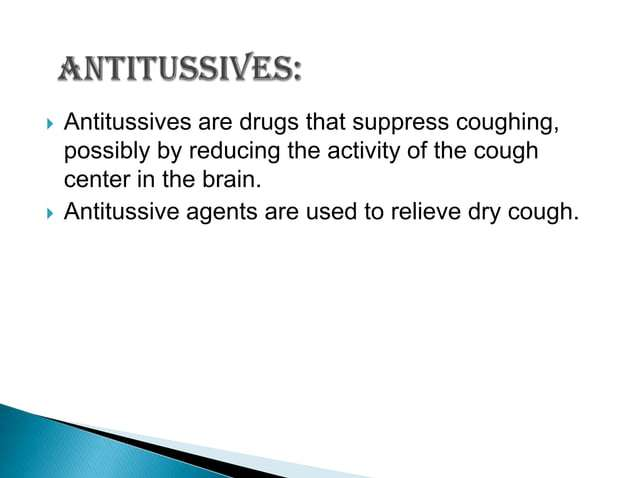 ANTITUSSIVES:
Antitussives are drugs that suppress coughing,
possibly by reducing the activity of the cough
center in the brain.
Antitussive agents are used to relieve dry cough.